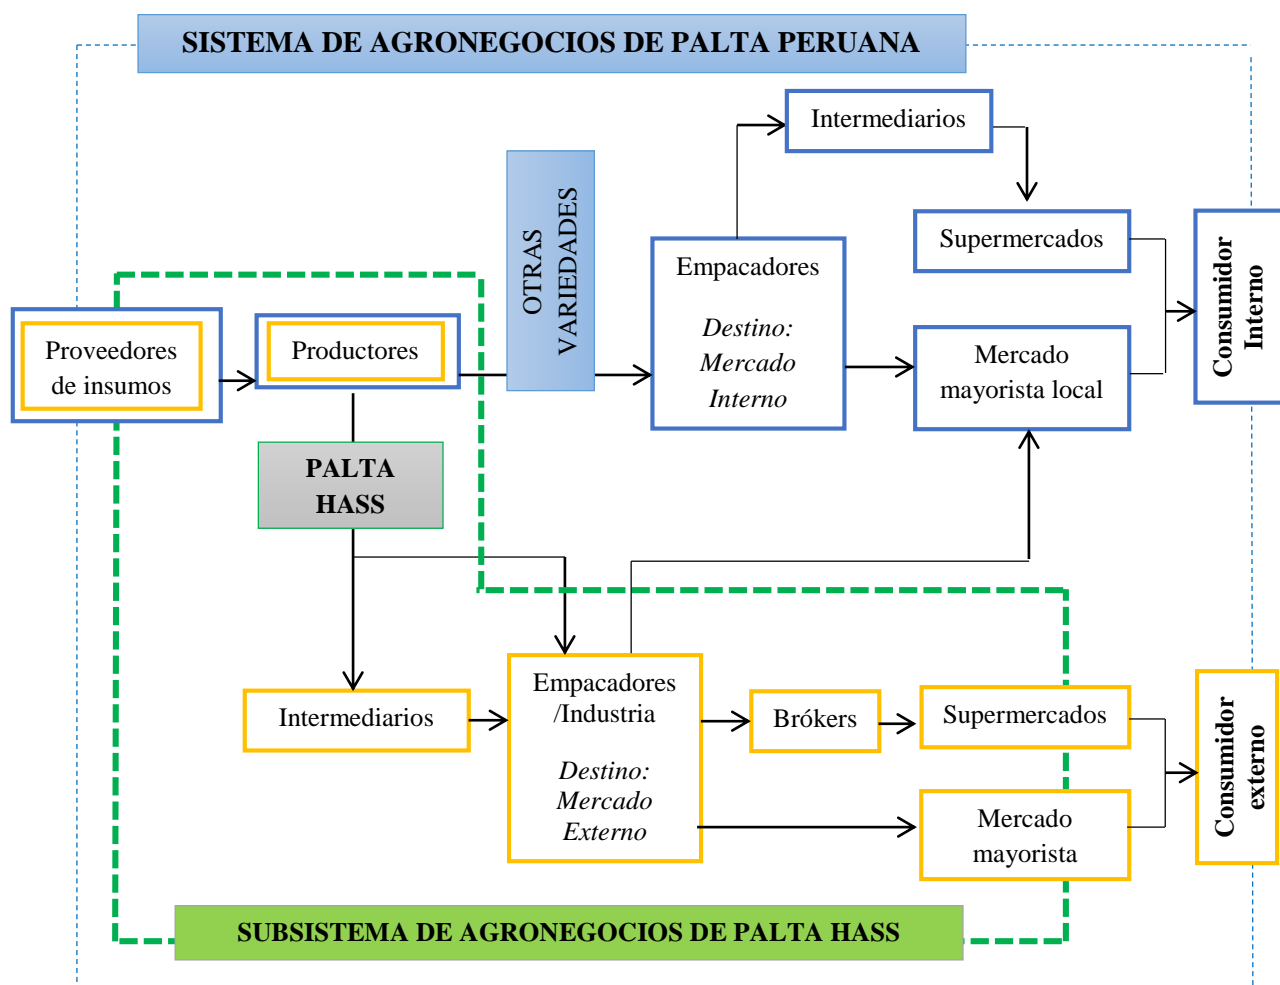 SISTEMA DE AGRONEGOCIOS DE PALTA PERUANA
Intermediarios
OTRAS
VARIEDADES
Supermercados
Empacadores
Destino:
Mercado
Interno
Consumidor
Interno
Proveedores
de insumos
Productores
Mercado
mayorista local
PALTA
HASS
Intermediarios
Empacadores
/Industria
Destino:
Mercado
Externo
Brókers
Supermercados
Mercado
mayorista
Consumidor
externo
SUBSISTEMA DE AGRONEGOCIOS DE PALTA HASS